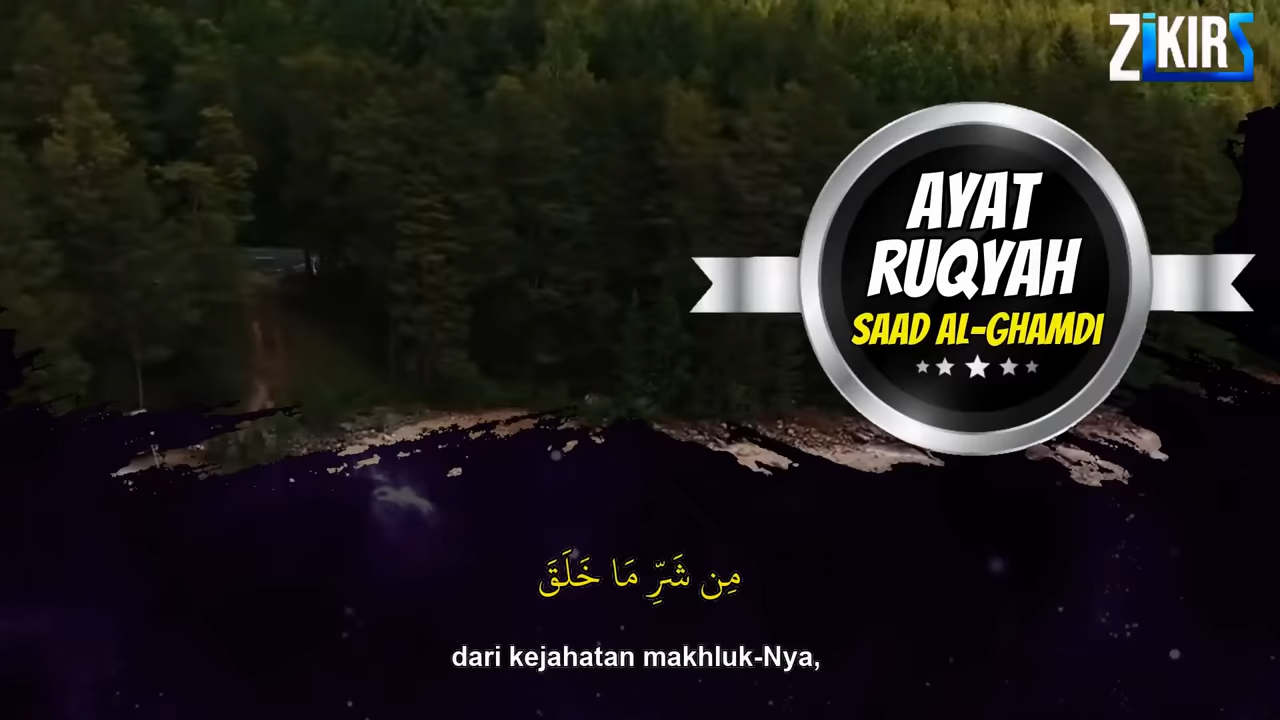 ZiKIRS
AYAT
RUQYAH
SAAD AL-GHAMDI
مِن شَرِّ مَا خَلَقَ
dari kejahatan makhluk-Nya,